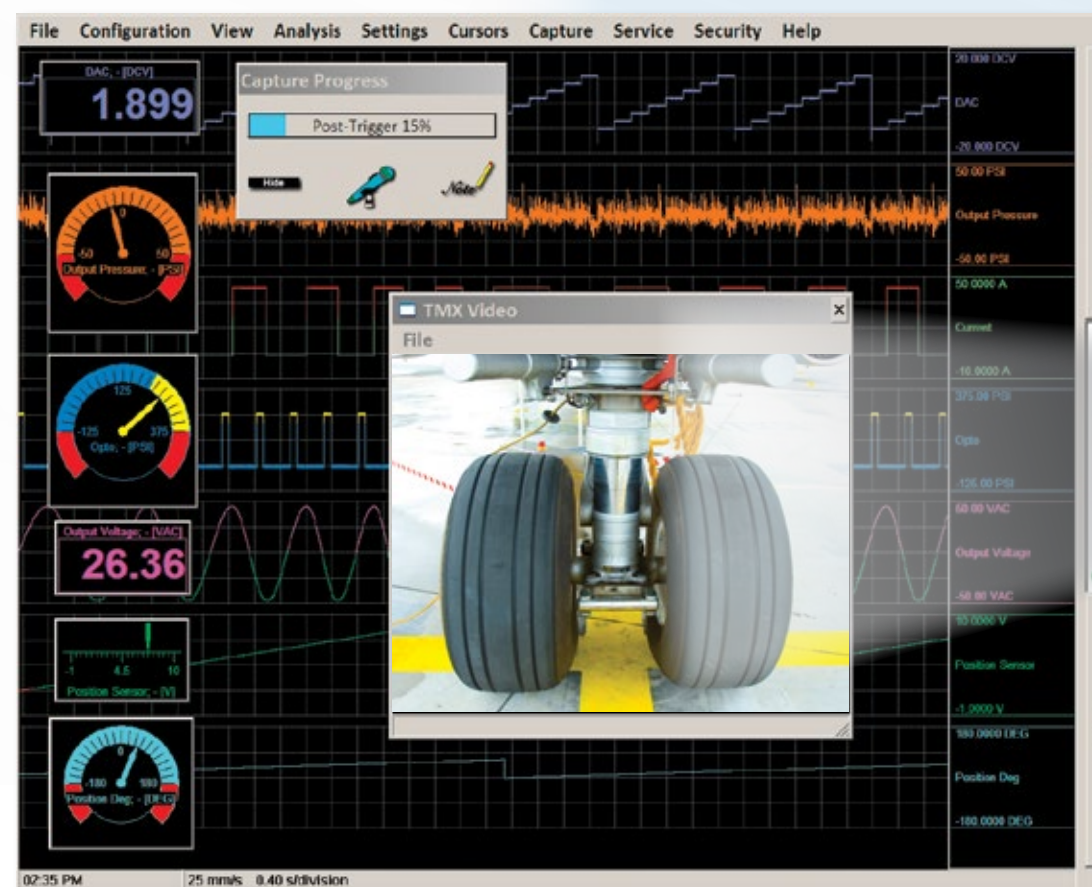 File Configuration View Analysis Settings Cursors Capture Service Security Help
DAC, - [DCV]
1.899
Capture Progress
Post-Trigger 15%
Hide
Note
0
-50 50
Output Pressure; - [PSI]
125
-125 375
Opto; - [PSI]
Output Voltage; - [VAC]
26.36
-1 4.5 10
Position Sensor; - [V]
0
-180 180
Position Deg; - [DEG]
TMX Video
File
20.000 DCV
DAC
-20.000 DCV
50.00 PSI
Output Pressure
-50.00 PSI
50.0000 A
Current
-10.0000 A
375.00 PSI
Opto
-125.00 PSI
50.00 VAC
Output Voltage
-50.00 VAC
10.0000 V
Position Sensor
-1.0000 V
180.0000 DEG
Position Deg
-180.0000 DEG
02:35 PM 25 mm/s 0.40 s/division